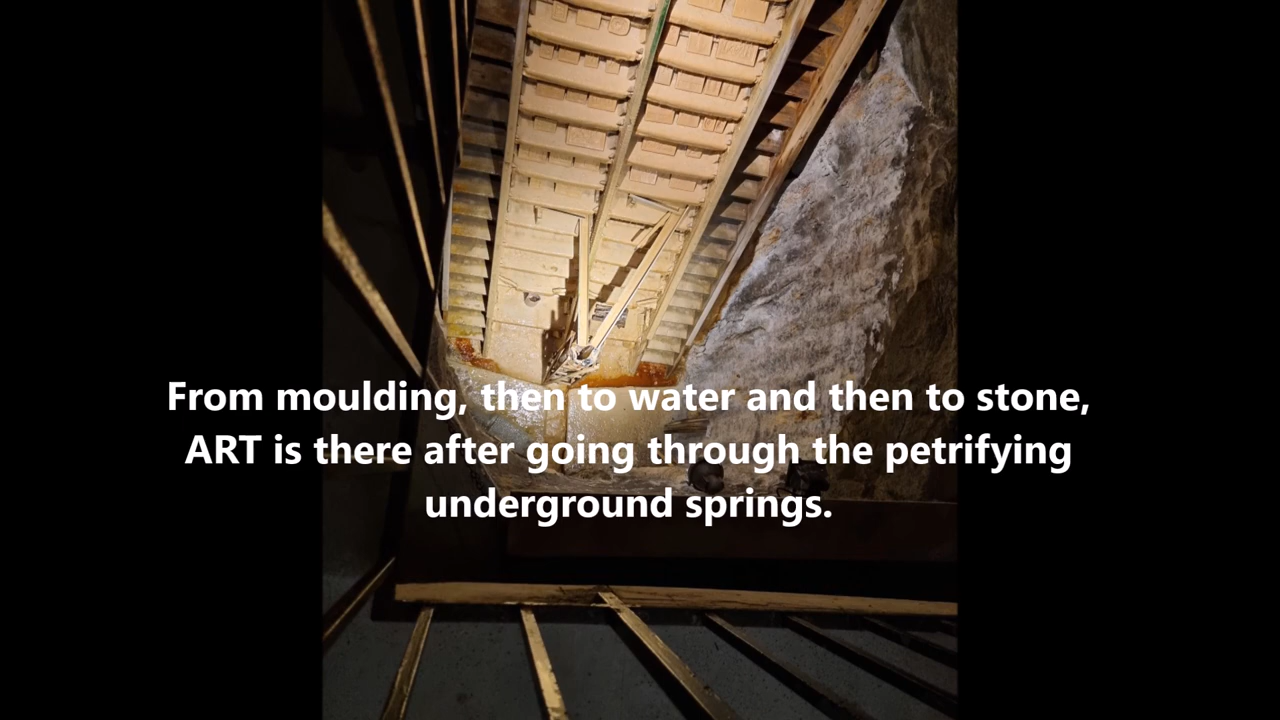 From moulding, then to water and then to stone,
ART is there after going through the petrifying
underground springs.